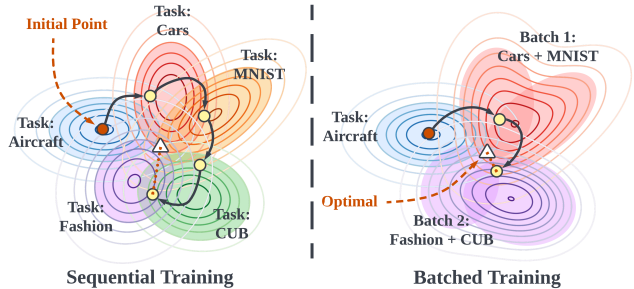 Initial Point
Task:
Cars
Task:
MNIST
Task:
Aircraft
Task:
Fashion
Task:
CUB
Sequential Training
Batch 1:
Cars + MNIST
Task:
Aircraft
Optimal
Batch 2:
Fashion + CUB
Batched Training